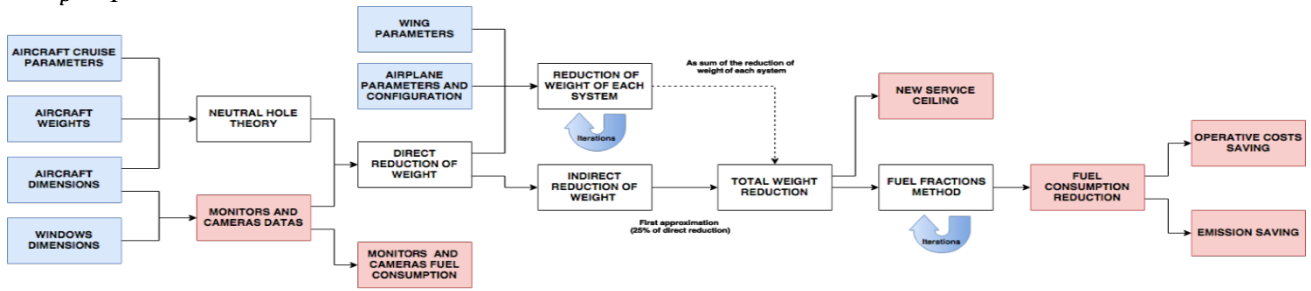 AIRCRAFT CRUISE
PARAMETERS
AIRCRAFT
WEIGHTS
AIRCRAFT
DIMENSIONS
WINDOWS
DIMENSIONS
NEUTRAL HOLE
THEORY
MONITORS AND
CAMERAS DATAS
WING
PARAMETERS
AIRPLANE
PARAMETERS AND
CONFIGURATION
DIRECT
REDUCTION OF
WEIGHT
MONITORS AND
CAMERAS FUEL
CONSUMPTION
REDUCTION OF
WEIGHT OF EACH
SYSTEM
Iterations
INDIRECT
REDUCTION OF
WEIGHT
As sum of the reduction of
weight of each system
First approximation
(25% of direct reduction)
TOTAL WEIGHT
REDUCTION
NEW SERVICE
CEILING
FUEL FRACTIONS
METHOD
Iterations
FUEL
CONSUMPTION
REDUCTION
OPERATIVE COSTS
SAVING
EMISSION SAVING